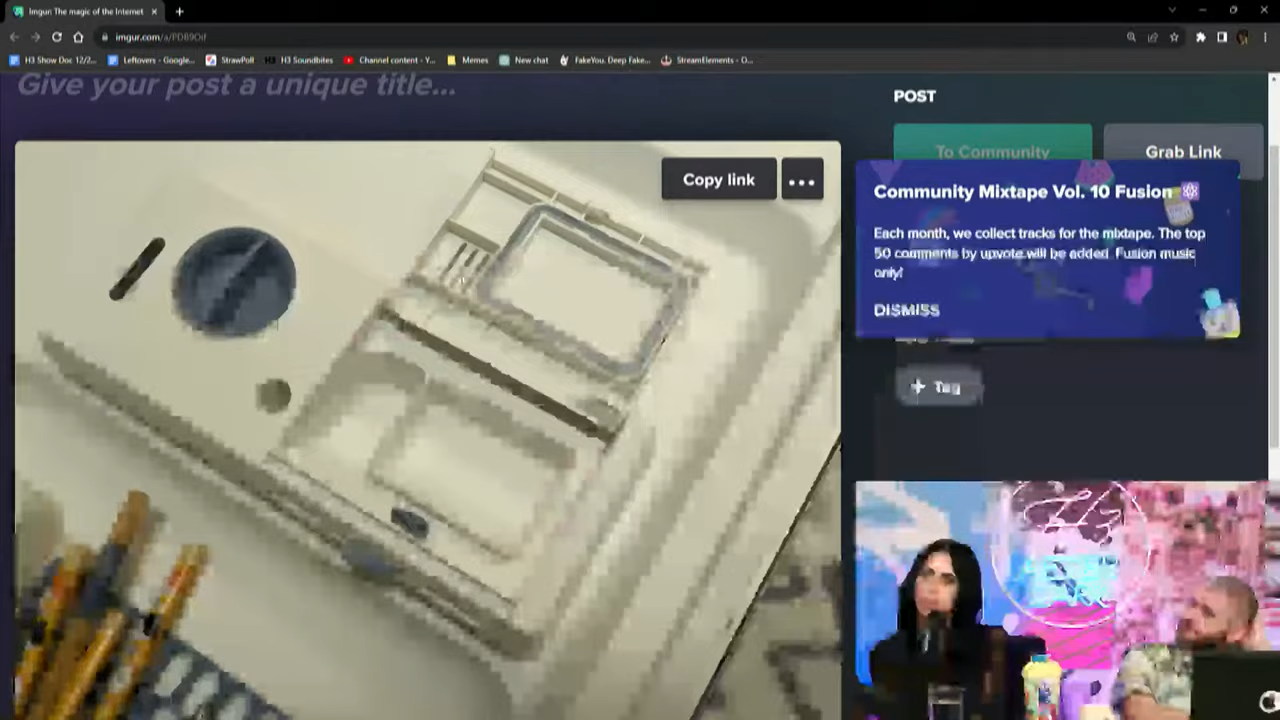 Imgur: The magic of the Internet
imgur.com/a/
H3 Show Doc 12/2...
Leftovers - Google...
StrawPoll
H3 Soundbites
Channel content - Y...
Memes
New chat
FakeYou. Deep Fake...
StreamElements - O...
Give your post a unique title...
POST
To Community
Grab Link
Copy link
Community Mixtape Vol. 10 Fusion
Each month, we collect tracks for the mixtape. The top
50 comments by upvote will be added. Fusion music
only!
DISMISS
+ Tag